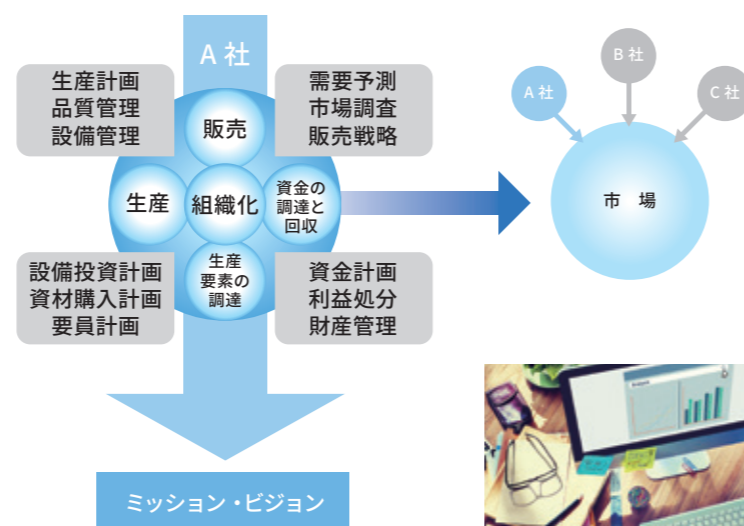 A 社
生産計画
品質管理
設備管理
需要予測
市場調査
販売戦略
販売
生産
組織化
資金の
調達と
回収
生産
要素の
調達
設備投資計画
資材購入計画
要員計画
資金計画
利益処分
財産管理
ミッション・ビジョン
A 社
B 社
C 社
市 場